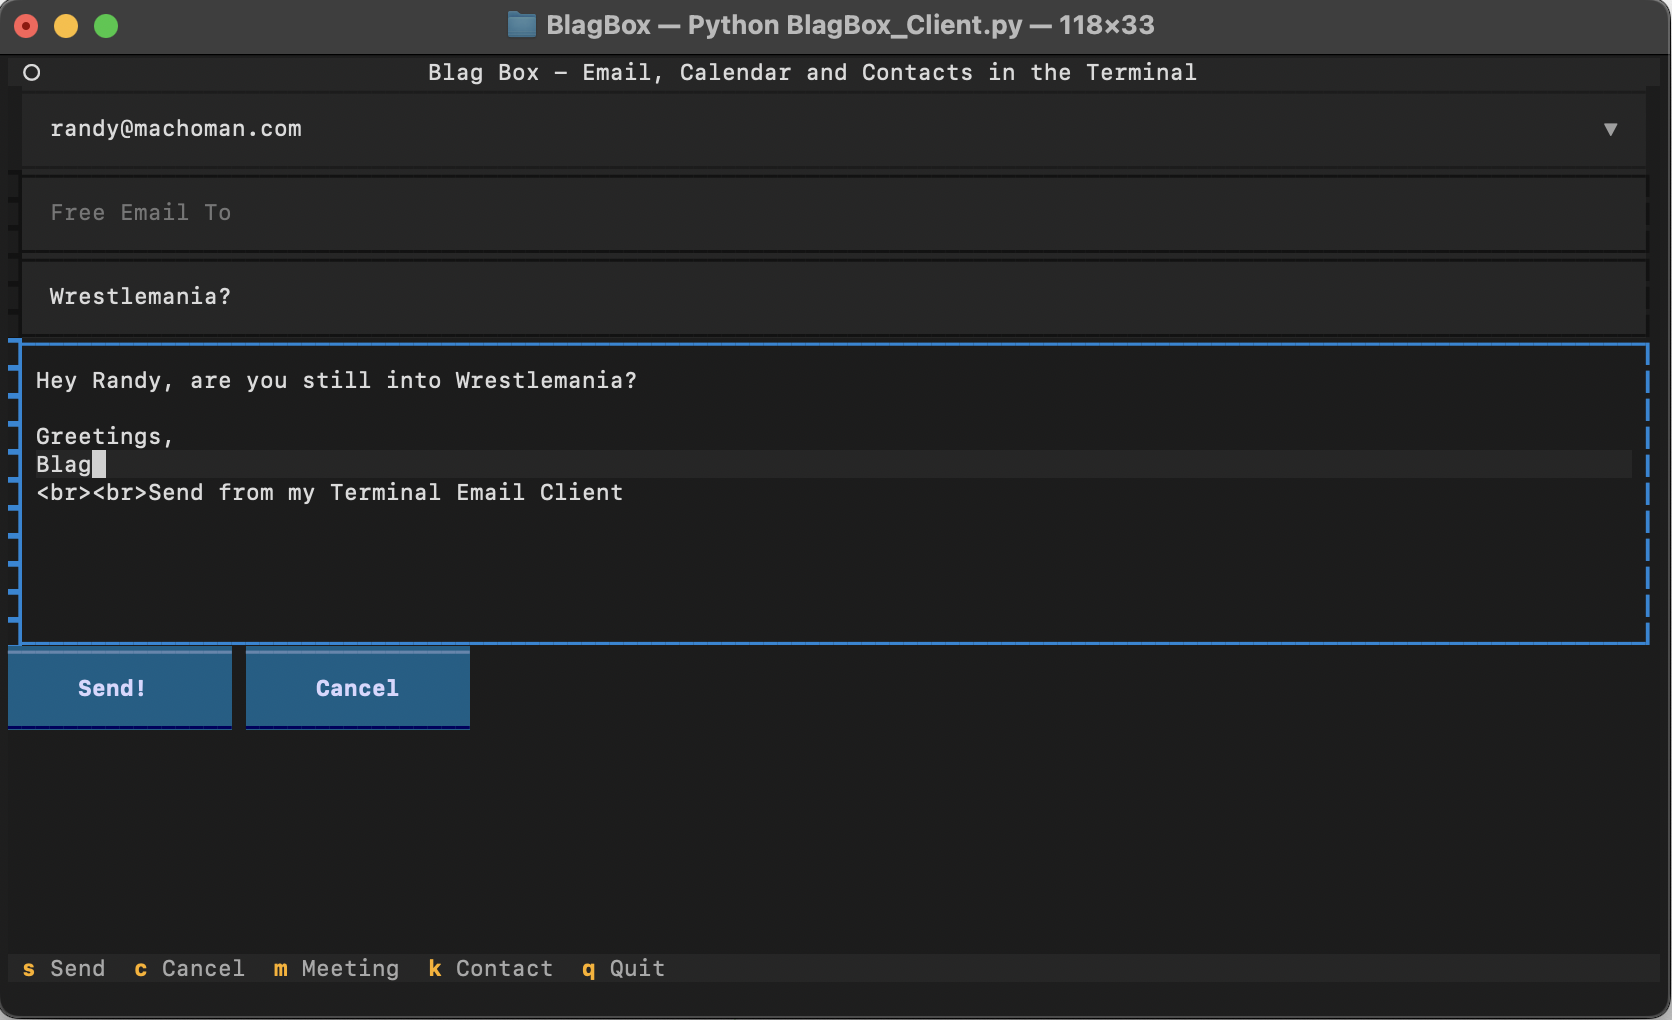 BlagBox — Python BlagBox_Client.py — 118×33
Blag Box – Email, Calendar and Contacts in the Terminal
randy@machoman.com ▼
Free Email To
Wrestlemania?
Hey Randy, are you still into Wrestlemania?
Greetings,
Blag
<br><br>Send from my Terminal Email Client
Send! Cancel
s Send c Cancel m Meeting k Contact q Quit